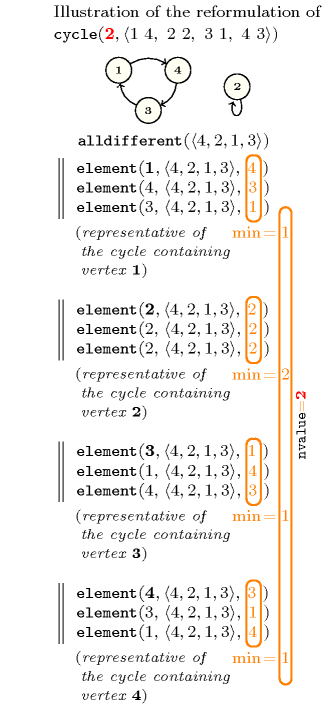 Illustration of the reformulation of
cycle(2, ⟨1 4, 2 2, 3 1, 4 3⟩)
1 4 2
3
alldifferent(⟨4, 2, 1, 3⟩)
element(1, ⟨4, 2, 1, 3⟩, 4)
element(4, ⟨4, 2, 1, 3⟩, 3)
element(3, ⟨4, 2, 1, 3⟩, 1)
(representative of min=1
the cycle containing
vertex 1)
element(2, ⟨4, 2, 1, 3⟩, 2)
element(2, ⟨4, 2, 1, 3⟩, 2)
element(2, ⟨4, 2, 1, 3⟩, 2)
(representative of min=2
the cycle containing
vertex 2)
nvalue=2
element(3, ⟨4, 2, 1, 3⟩, 1)
element(1, ⟨4, 2, 1, 3⟩, 4)
element(4, ⟨4, 2, 1, 3⟩, 3)
(representative of min=1
the cycle containing
vertex 3)
element(4, ⟨4, 2, 1, 3⟩, 3)
element(3, ⟨4, 2, 1, 3⟩, 1)
element(1, ⟨4, 2, 1, 3⟩, 4)
(representative of min=1
the cycle containing
vertex 4)